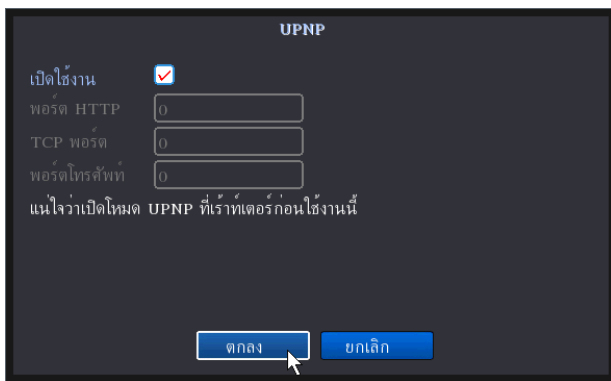 UPNP
เปิดใช้งาน
พอร์ต HTTP 0
TCP พอร์ต 0
พอร์ตโทรศัพท์ 0
แน่ใจว่าเปิดโหมด UPNP ที่เร้าท์เตอร์ก่อนใช้งานนี้
ตกลง ยกเลิก